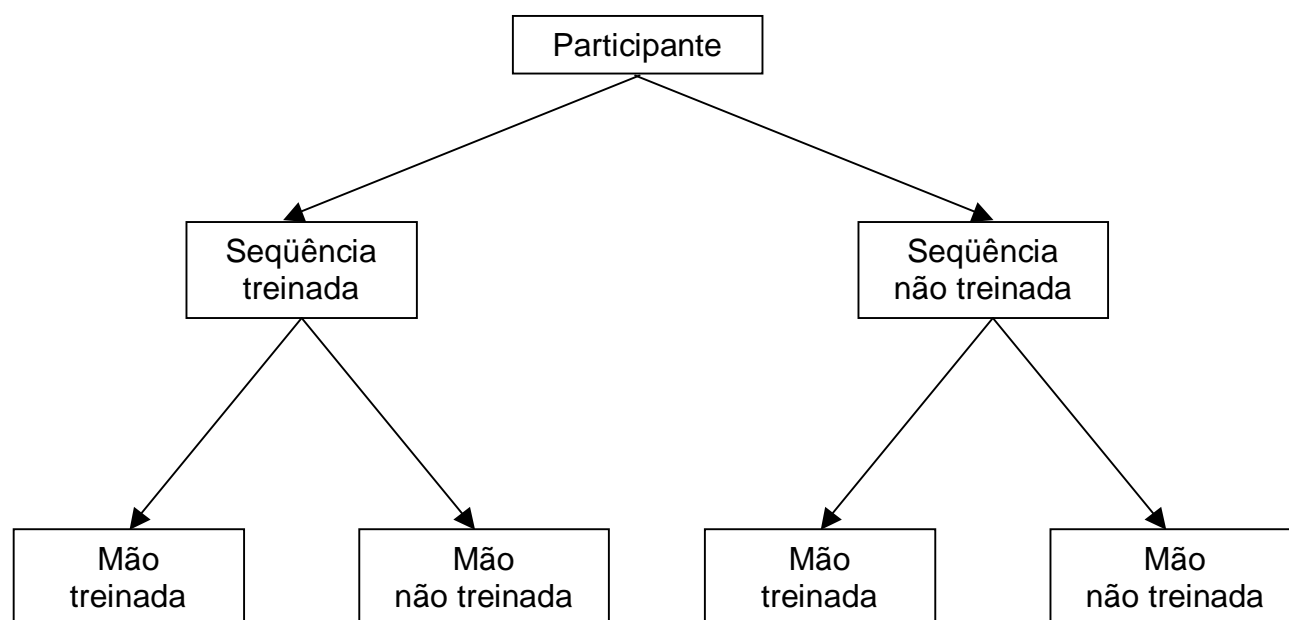 Participante
Seqüência
treinada
Seqüência
não treinada
Mão
treinada
Mão
não treinada
Mão
treinada
Mão
não treinada